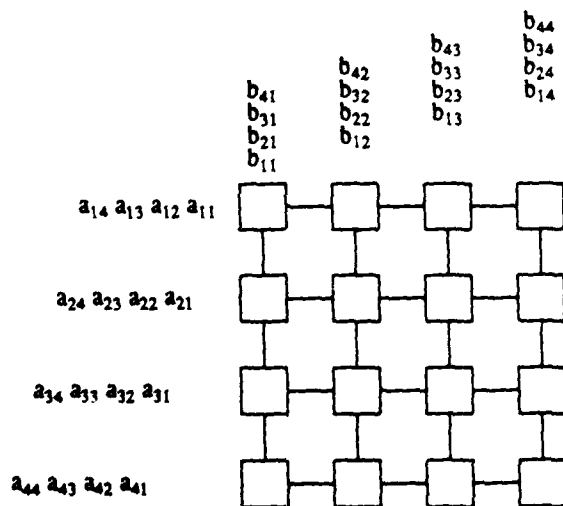 b₄₁
b₃₁
b₂₁
b₁₁
b₄₂
b₃₂
b₂₂
b₁₂
b₄₃
b₃₃
b₂₃
b₁₃
b₄₄
b₃₄
b₂₄
b₁₄
a₁₄ a₁₃ a₁₂ a₁₁
a₂₄ a₂₃ a₂₂ a₂₁
a₃₄ a₃₃ a₃₂ a₃₁
a₄₄ a₄₃ a₄₂ a₄₁